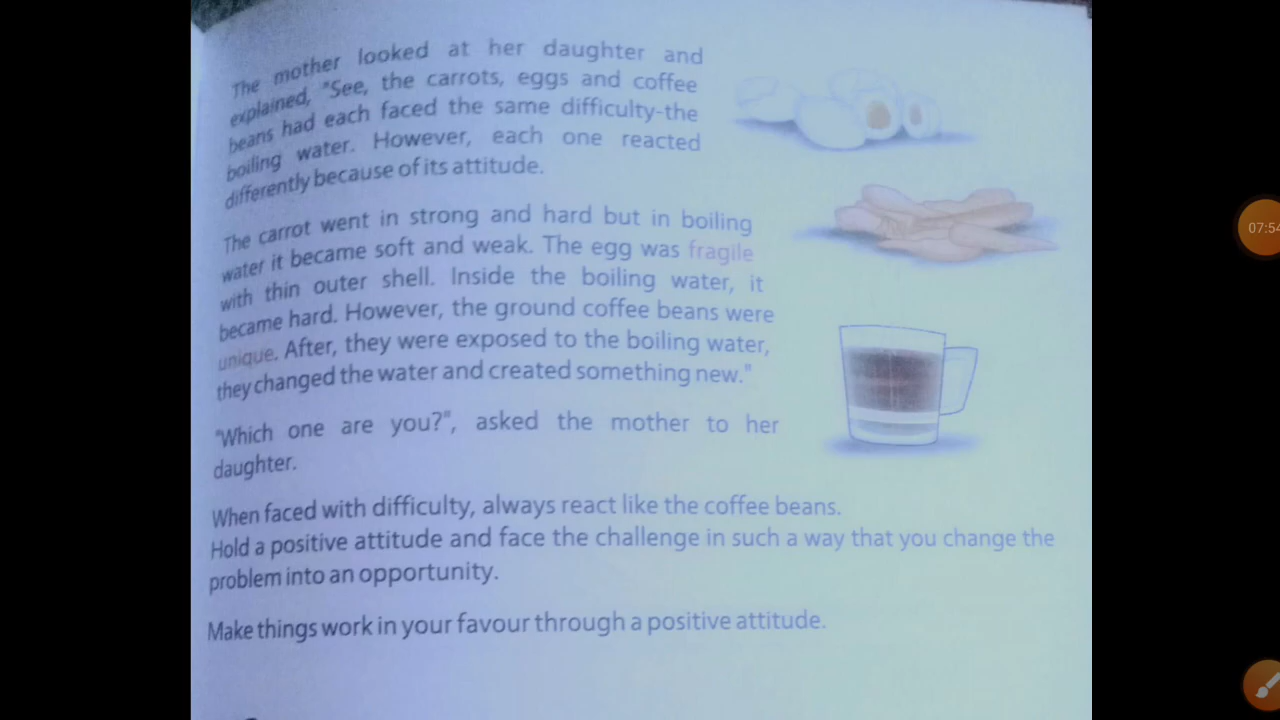 The mother looked at her daughter and
explained, "See, the carrots, eggs and coffee
beans had each faced the same difficulty-the
boiling water. However, each one reacted
differently because of its attitude.
The carrot went in strong and hard but in boiling
water it became soft and weak. The egg was fragile
with thin outer shell. Inside the boiling water, it
became hard. However, the ground coffee beans were
unique. After, they were exposed to the boiling water,
they changed the water and created something new."
"Which one are you?", asked the mother to her
daughter.
When faced with difficulty, always react like the coffee beans.
Hold a positive attitude and face the challenge in such a way that you change the
problem into an opportunity.
Make things work in your favour through a positive attitude.
07:54